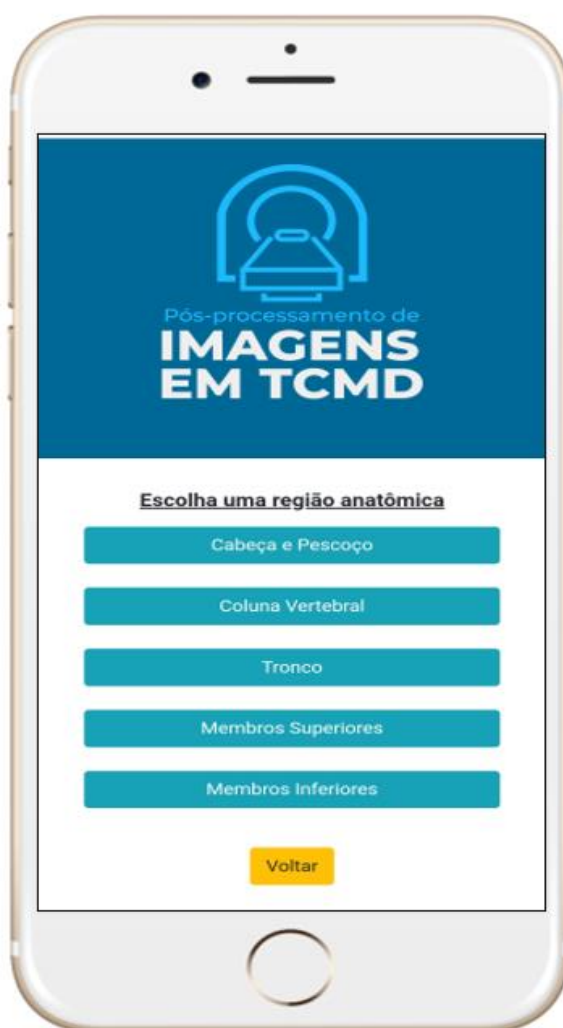 Pós-processamento de
IMAGENS
EM TCMD
Escolha uma região anatômica
Cabeça e Pescoço
Coluna Vertebral
Tronco
Membros Superiores
Membros Inferiores
Voltar